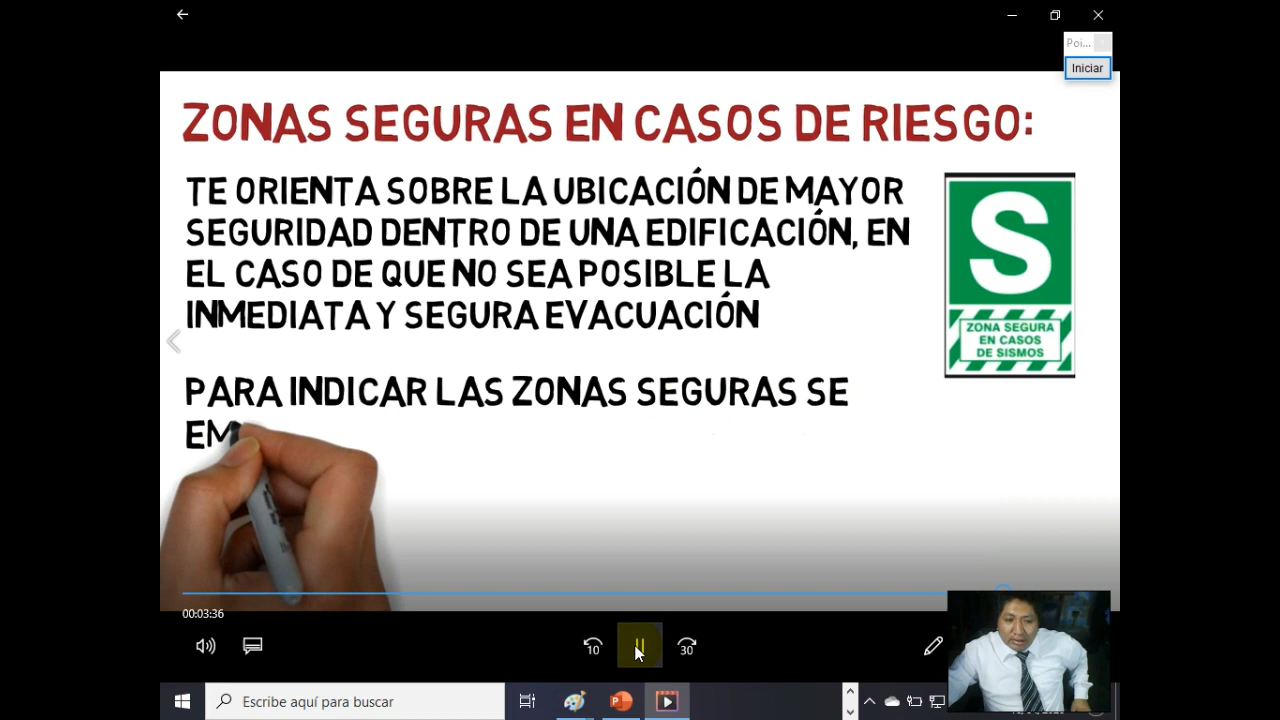 Poi...
Iniciar
ZONAS SEGURAS EN CASOS DE RIESGO:
TE ORIENTA SOBRE LA UBICACIÓN DE MAYOR
SEGURIDAD DENTRO DE UNA EDIFICACIÓN, EN
EL CASO DE QUE NO SEA POSIBLE LA
INMEDIATA Y SEGURA EVACUACIÓN
S
ZONA SEGURA
EN CASOS
DE SISMOS
PARA INDICAR LAS ZONAS SEGURAS SE
EM
00:03:36
10
30
Escribe aquí para buscar